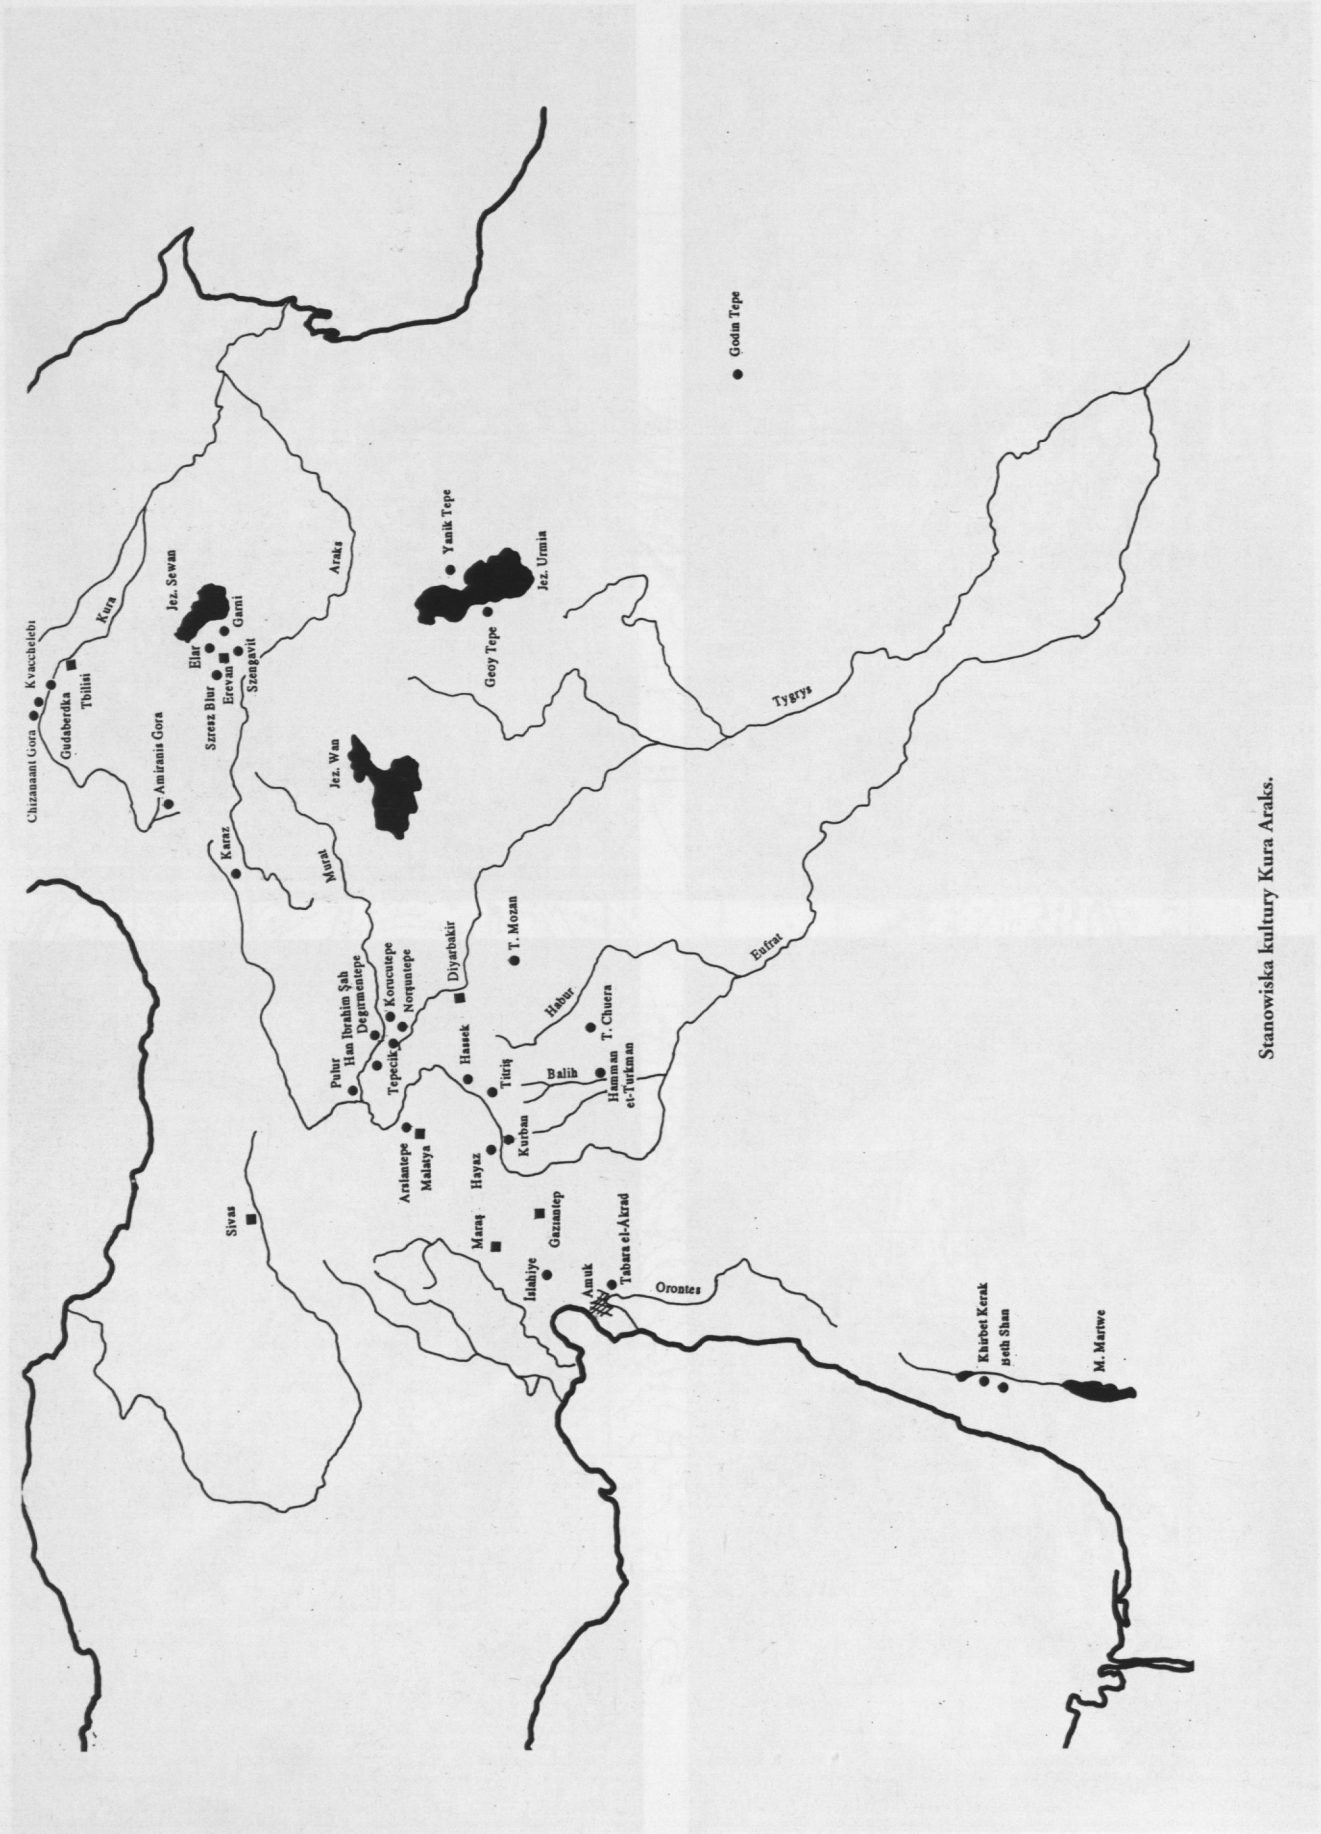 Chizanaant Gora
Kvacchelebi
Gudaberdka
Tbilisi
Kura
Amiranis Gora
Jez. Sewan
Elar
Garni
Szresz Blur
Erevan
Szengavit
Araks
Karaz
Murat
Jez. Wan
Yanik Tepe
Jez. Urmia
Geoy Tepe
Godin Tepe
Tygrys
Eufrat
Sivas
Pulur
Han Ibrahim Şah
Degirmentepe
Korucutepe
Norşuntepe
Tepecik
Diyarbakir
T. Mozan
Habur
T. Chuera
Hassek
Titriş
Balih
Hamman
et-Turkman
Arslantepe
Malatya
Hayaz
Kurban
Maraş
Gaziantep
Islahiye
Amuk
Tabara el-Akrad
Orontes
Khirbet Kerak
Beth Shan
M. Martwe
Stanowiska kultury Kura Araks.